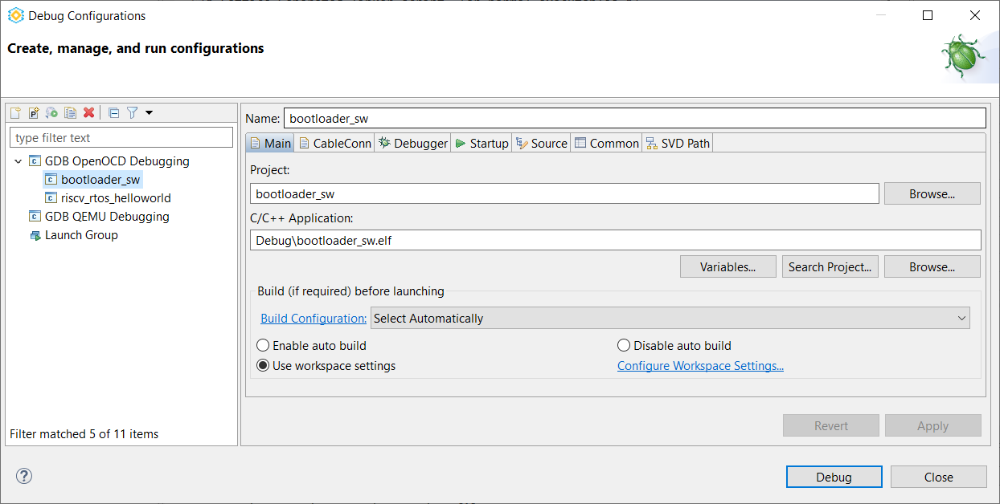 Debug Configurations
Create, manage, and run configurations
type filter text
GDB OpenOCD Debugging
bootloader_sw
riscv_rtos_helloworld
GDB QEMU Debugging
Launch Group
Filter matched 5 of 11 items
Name: bootloader_sw
Main CableConn Debugger Startup Source Common SVD Path
Project:
bootloader_sw Browse...
C/C++ Application:
Debug\bootloader_sw.elf
Variables... Search Project... Browse...
Build (if required) before launching
Build Configuration: Select Automatically
Enable auto build Disable auto build
Use workspace settings Configure Workspace Settings...
Revert Apply
Debug Close